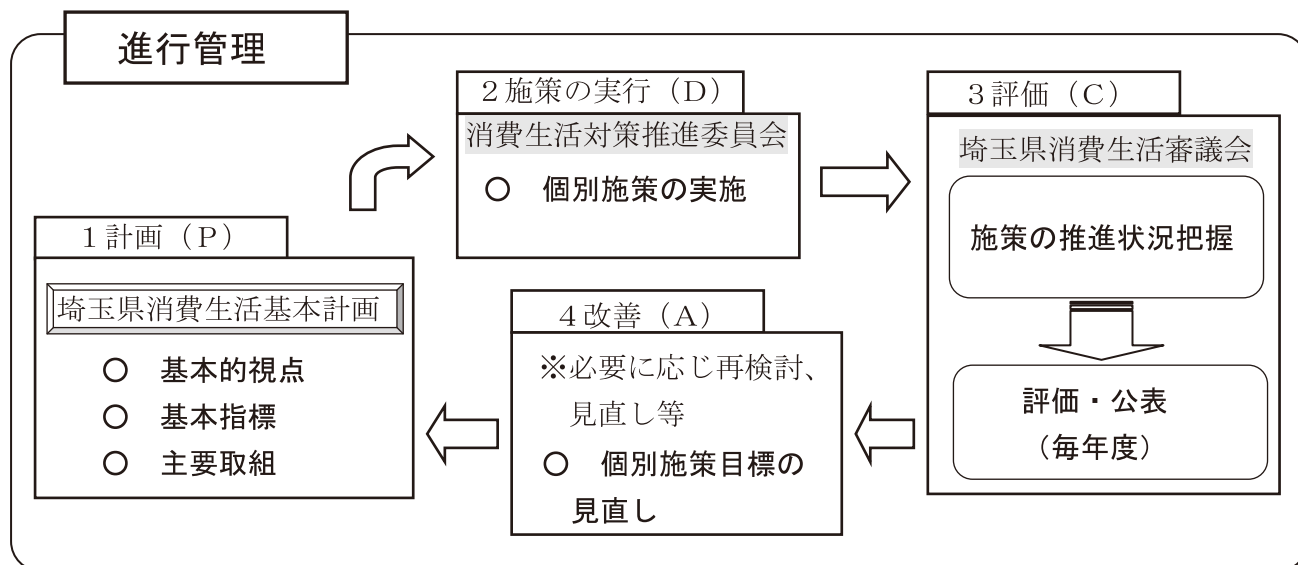 進行管理
1計画（P）
埼玉県消費生活基本計画
○　基本的視点
○　基本指標
○　主要取組
2施策の実行（D）
消費生活対策推進委員会
○　個別施策の実施
3評価（C）
埼玉県消費生活審議会
施策の推進状況把握
評価・公表
（毎年度）
4改善（A）
※必要に応じ再検討、
見直し等
○　個別施策目標の
見直し